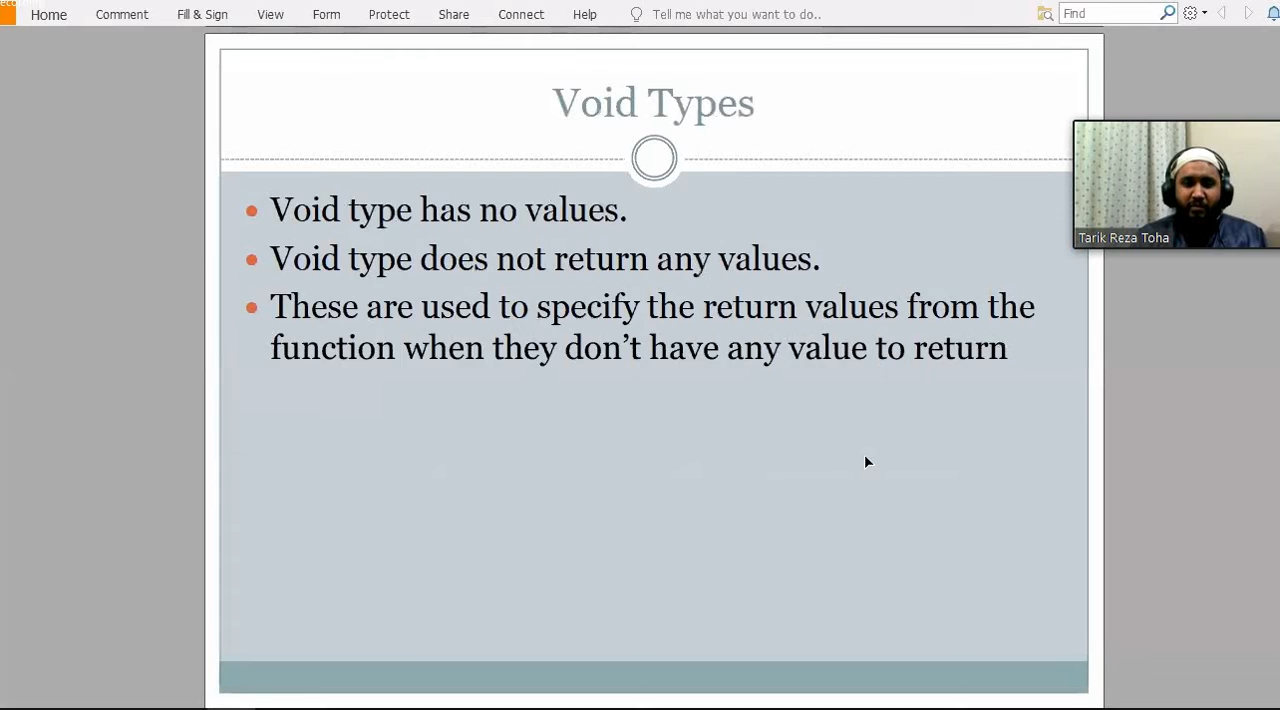 Home Comment Fill & Sign View Form Protect Share Connect Help Tell me what you want to do.. Find
Void Types
Void type has no values.
Void type does not return any values.
These are used to specify the return values from the
function when they don’t have any value to return
Tarik Reza Toha